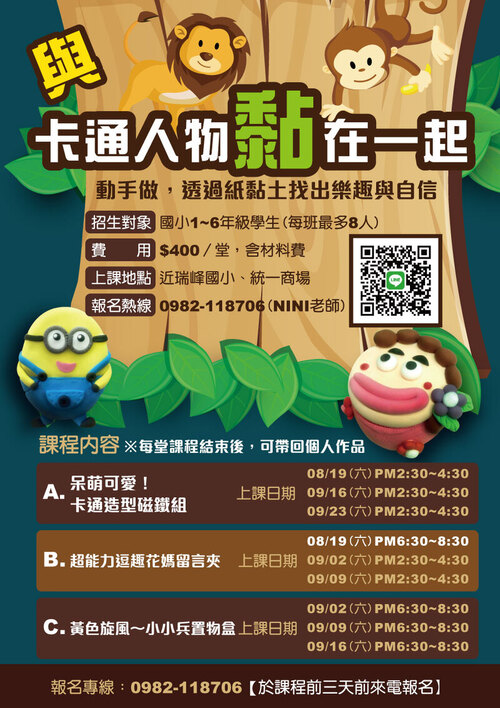 與
卡通人物黏在一起
動手做，透過紙黏土找出樂趣與自信
招生對象 國小1~6年級學生(每班最多8人)
費用 $400／堂，含材料費
上課地點 近瑞峰國小、統一商場
報名熱線 0982-118706(NINI老師)
LINE
課程內容 ※每堂課程結束後，可帶回個人作品
A. 呆萌可愛！
卡通造型磁鐵組
上課日期
08/19(六)PM2:30~4:30
09/16(六)PM2:30~4:30
09/23(六)PM2:30~4:30
B. 超能力逗趣花媽留言夾 上課日期
08/19(六)PM6:30~8:30
09/02(六)PM2:30~4:30
09/09(六)PM2:30~4:30
C. 黃色旋風～小小兵置物盒 上課日期
09/02(六)PM6:30~8:30
09/09(六)PM6:30~8:30
09/16(六)PM6:30~8:30
報名專線：0982-118706【於課程前三天前來電報名】